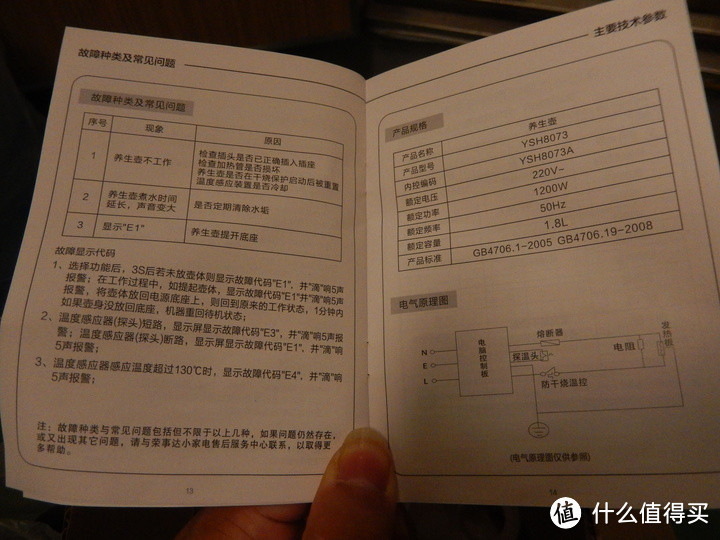 故障种类及常见问题
故障种类及常见问题
序号 现象 原因
1 养生壶不工作 检查插头是否已正确插入插座
检查加热管是否损坏
养生壶是否在干烧保护启动后被重置
温度感应装置是否冷却
2 养生壶煮水时间 是否定期清除水垢
延长，声音变大
3 显示"E1" 养生壶提开底座
故障显示代码
1、选择功能后，3S后若未放壶体则显示故障代码"E1"，并"滴"响5声
报警；在工作过程中，如提起壶体，显示故障代码"E1"并"滴"响5声
报警，将壶体放回电源底座上，则回到原来的工作状态，1分钟内
如果壶身没放回底座，机器重回待机状态；
2、温度感应器(探头)短路，显示屏显示故障代码"E3"，并"滴"响5声报
警；温度感应器(探头)断路，显示屏显示故障代码"E1"，并"滴"响
5声报警；
3、温度感应器感应温度超过130℃时，显示故障代码"E4"，并"滴"响
5声报警；
注：故障种类与常见问题包括但不限于以上几种，如果问题仍然存在，
或又出现其它问题，请与荣事达小家电售后服务中心联系，以取得更
多帮助。
13
主要技术参数
产品规格
产品名称 养生壶
产品型号 YSH8073
内控编码 YSH8073A
额定电压 220V~
额定功率 1200W
额定频率 50Hz
额定容量 1.8L
产品标准 GB4706.1-2005 GB4706.19-2008
电气原理图
N
E
L
电脑控制板
熔断器
探温头
防干烧温控
电阻
发热板
(电气原理图仅供参照)
14
值 什么值得买